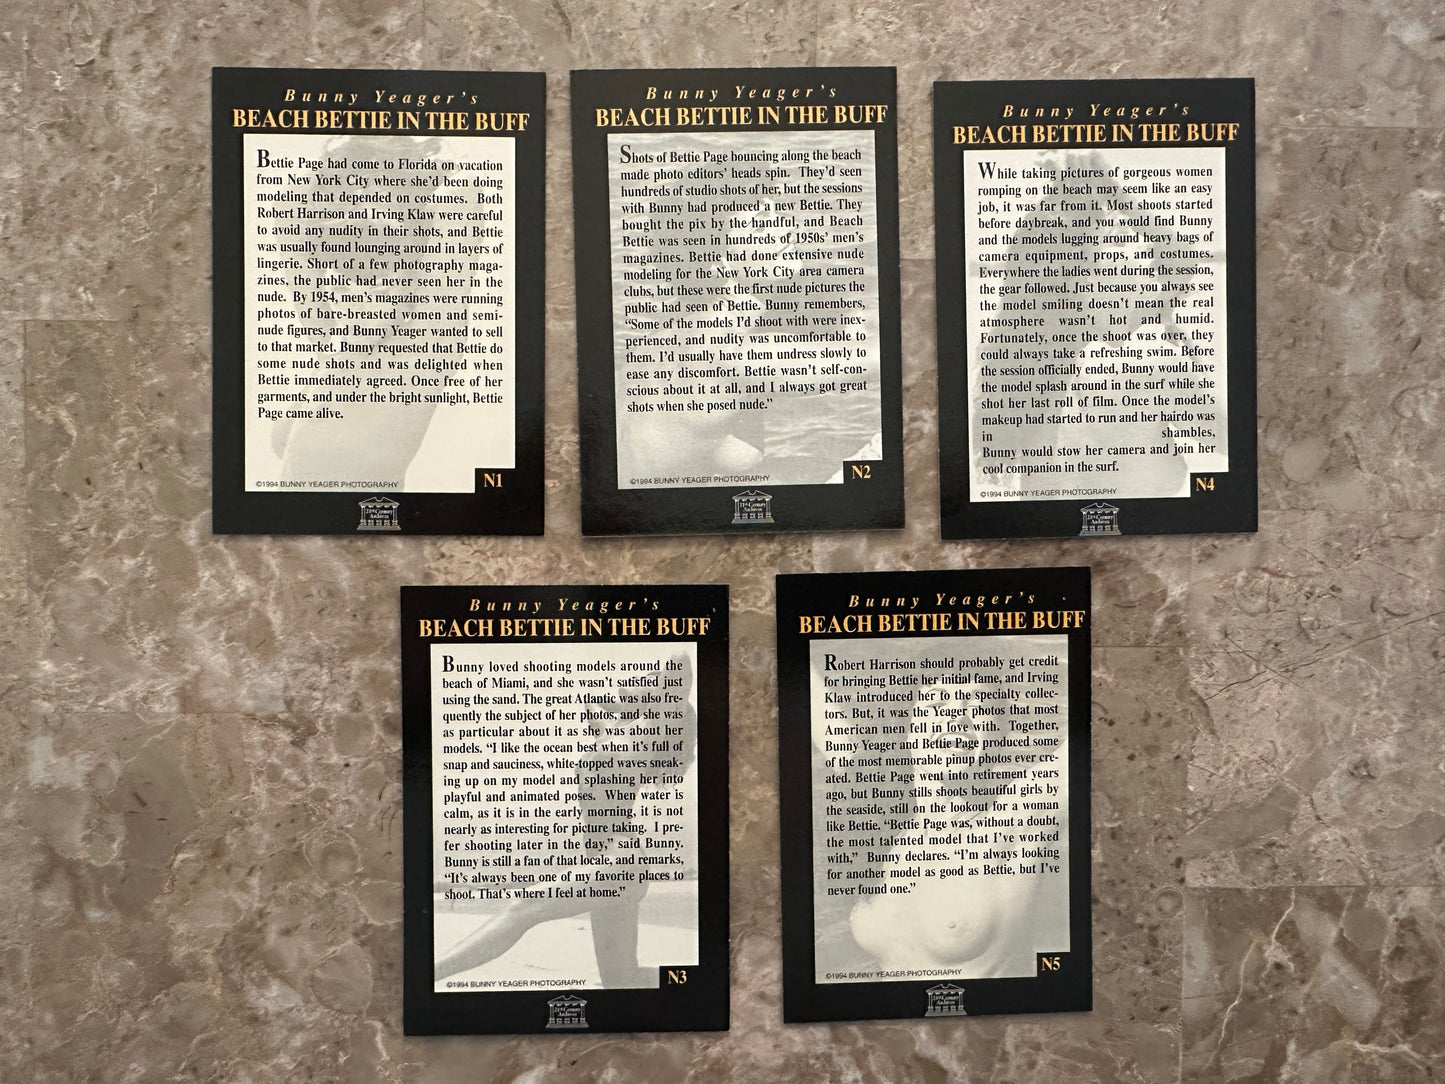 Bunny Yeager's
BEACH BETTIE IN THE BUFF
Bettie Page had come to Florida on vacation
from New York City where she'd been doing
modeling that depended on costumes. Both
Robert Harrison and Irving Klaw were careful
to avoid any nudity in their shots, and Bettie
was usually found lounging around in layers of
lingerie. Short of a few photography maga-
zines, the public had never seen her in the
nude. By 1954, men's magazines were running
photos of bare-breasted women and semi-
nude figures, and Bunny Yeager wanted to sell
to that market. Bunny requested that Bettie do
some nude shots and was delighted when
Bettie immediately agreed. Once free of her
garments, and under the bright sunlight, Bettie
Page came alive.
©1994 BUNNY YEAGER PHOTOGRAPHY
N1
21st Century
Archives
Bunny Yeager's
BEACH BETTIE IN THE BUFF
Shots of Bettie Page bouncing along the beach
made photo editors' heads spin. They'd seen
hundreds of studio shots of her, but the sessions
with Bunny had produced a new Bettie. They
bought the pix by the handful, and Beach
Bettie was seen in hundreds of 1950s' men's
magazines. Bettie had done extensive nude
modeling for the New York City area camera
clubs, but these were the first nude pictures the
public had seen of Bettie. Bunny remembers,
"Some of the models I'd shoot with were inex-
perienced, and nudity was uncomfortable to
them. I'd usually have them undress slowly to
ease any discomfort. Bettie wasn't self-con-
scious about it at all, and I always got great
shots when she posed nude."
©1994 BUNNY YEAGER PHOTOGRAPHY
N2
21st Century
Archives
Bunny Yeager's
BEACH BETTIE IN THE BUFF
While taking pictures of gorgeous women
romping on the beach may seem like an easy
job, it was far from it. Most shoots started
before daybreak, and you would find Bunny
and the models lugging around heavy bags of
camera equipment, props, and costumes.
Everywhere the ladies went during the session,
the gear followed. Just because you always see
the model smiling doesn't mean the real
atmosphere wasn't hot and humid.
Fortunately, once the shoot was over, they
could always take a refreshing swim. Before
the session officially ended, Bunny would have
the model splash around in the surf while she
shot her last roll of film. Once the model's
makeup had started to run and her hairdo was
in shambles,
Bunny would stow her camera and join her
cool companion in the surf.
©1994 BUNNY YEAGER PHOTOGRAPHY
N4
21st Century
Archives
Bunny Yeager's
BEACH BETTIE IN THE BUFF
Bunny loved shooting models around the
beach of Miami, and she wasn't satisfied just
using the sand. The great Atlantic was also fre-
quently the subject of her photos, and she was
as particular about it as she was about her
models. "I like the ocean best when it's full of
snap and sauciness, white-topped waves sneak-
ing up on my model and splashing her into
playful and animated poses. When water is
calm, as it is in the early morning, it is not
nearly as interesting for picture taking. I pre-
fer shooting later in the day," said Bunny.
Bunny is still a fan of that locale, and remarks,
"It's always been one of my favorite places to
shoot. That's where I feel at home."
©1994 BUNNY YEAGER PHOTOGRAPHY
N3
21st Century
Archives
Bunny Yeager's
BEACH BETTIE IN THE BUFF
Robert Harrison should probably get credit
for bringing Bettie her initial fame, and Irving
Klaw introduced her to the specialty collec-
tors. But, it was the Yeager photos that most
American men fell in love with. Together,
Bunny Yeager and Bettie Page produced some
of the most memorable pinup photos ever cre-
ated. Bettie Page went into retirement years
ago, but Bunny stills shoots beautiful girls by
the seaside, still on the lookout for a woman
like Bettie. "Bettie Page was, without a doubt,
the most talented model that I've worked
with," Bunny declares. "I'm always looking
for another model as good as Bettie, but I've
never found one."
©1994 BUNNY YEAGER PHOTOGRAPHY
N5
21st Century
Archives